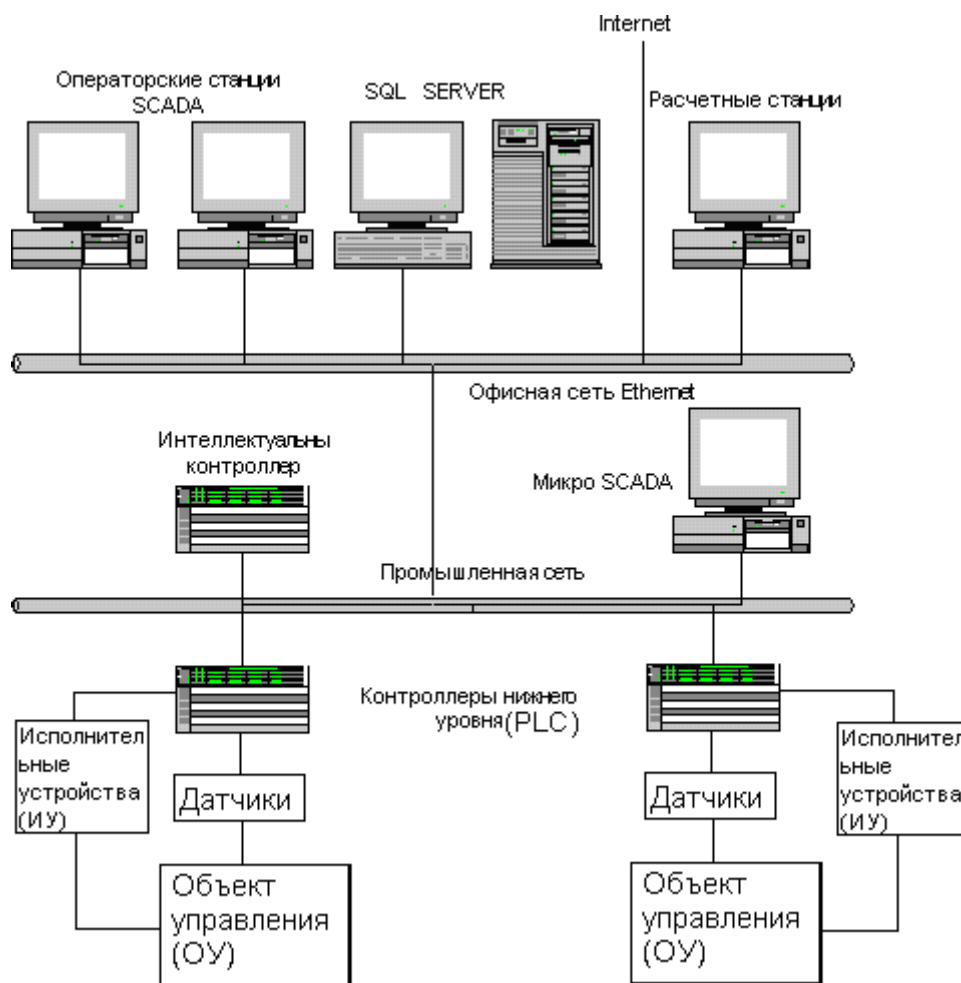 Internet
Операторские станции
SCADA
SQL SERVER
Расчетные станции
Офисная сеть Ethernet
Интеллектуальны
контроллер
Микро SCADA
Промышленная сеть
Контроллеры нижнего
уровня(PLC)
Исполнител
ьные
устройства
(ИУ)
Датчики
Объект
управления
(ОУ)
Датчики
Исполнител
ьные
устройства
(ИУ)
Объект
управления
(ОУ)